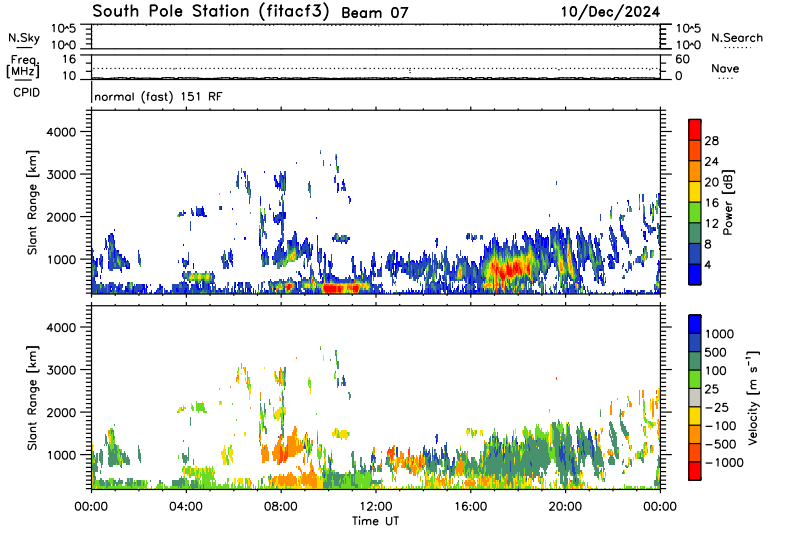 South Pole Station (fitacf3) Beam 07 10/Dec/2024
N.Sky 10^5 10^0 10^5 10^0 N.Search
Freq. [MHz] 16 10 60 0 Nave
CPID normal (fast) 151 RF
Slant Range [km]
4000
3000
2000
1000
28
24
20
16
12
8
4
Power [dB]
Slant Range [km]
4000
3000
2000
1000
1000
500
100
25
-25
-100
-500
-1000
Velocity [m s⁻¹]
00:00 04:00 08:00 12:00 16:00 20:00 00:00
Time UT